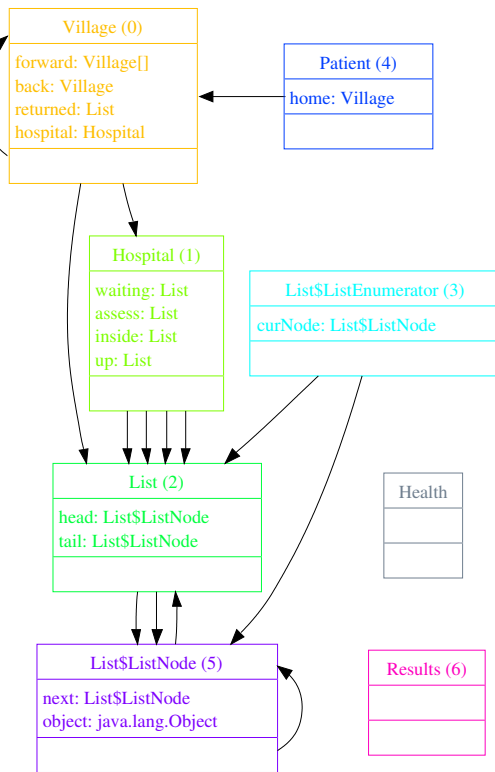 Village (0)
forward: Village[]
back: Village
returned: List
hospital: Hospital
Patient (4)
home: Village
Hospital (1)
waiting: List
assess: List
inside: List
up: List
List$ListEnumerator (3)
curNode: List$ListNode
List (2)
head: List$ListNode
tail: List$ListNode
Health
List$ListNode (5)
next: List$ListNode
object: java.lang.Object
Results (6)